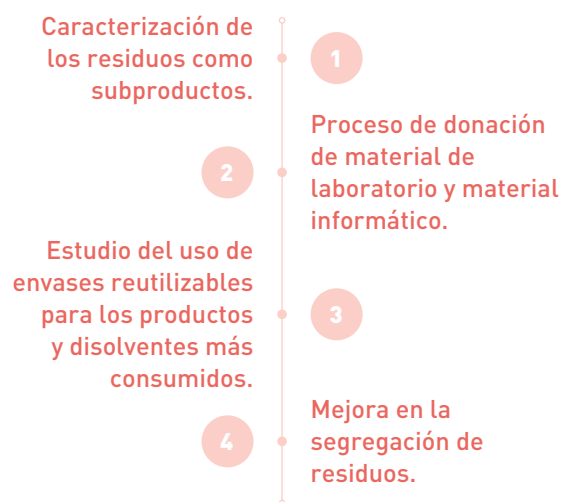 Caracterización de
los residuos como
subproductos.
1
2
Proceso de donación
de material de
laboratorio y material
informático.
Estudio del uso de
envases reutilizables
para los productos
y disolventes más
consumidos.
3
4
Mejora en la
segregación de
residuos.